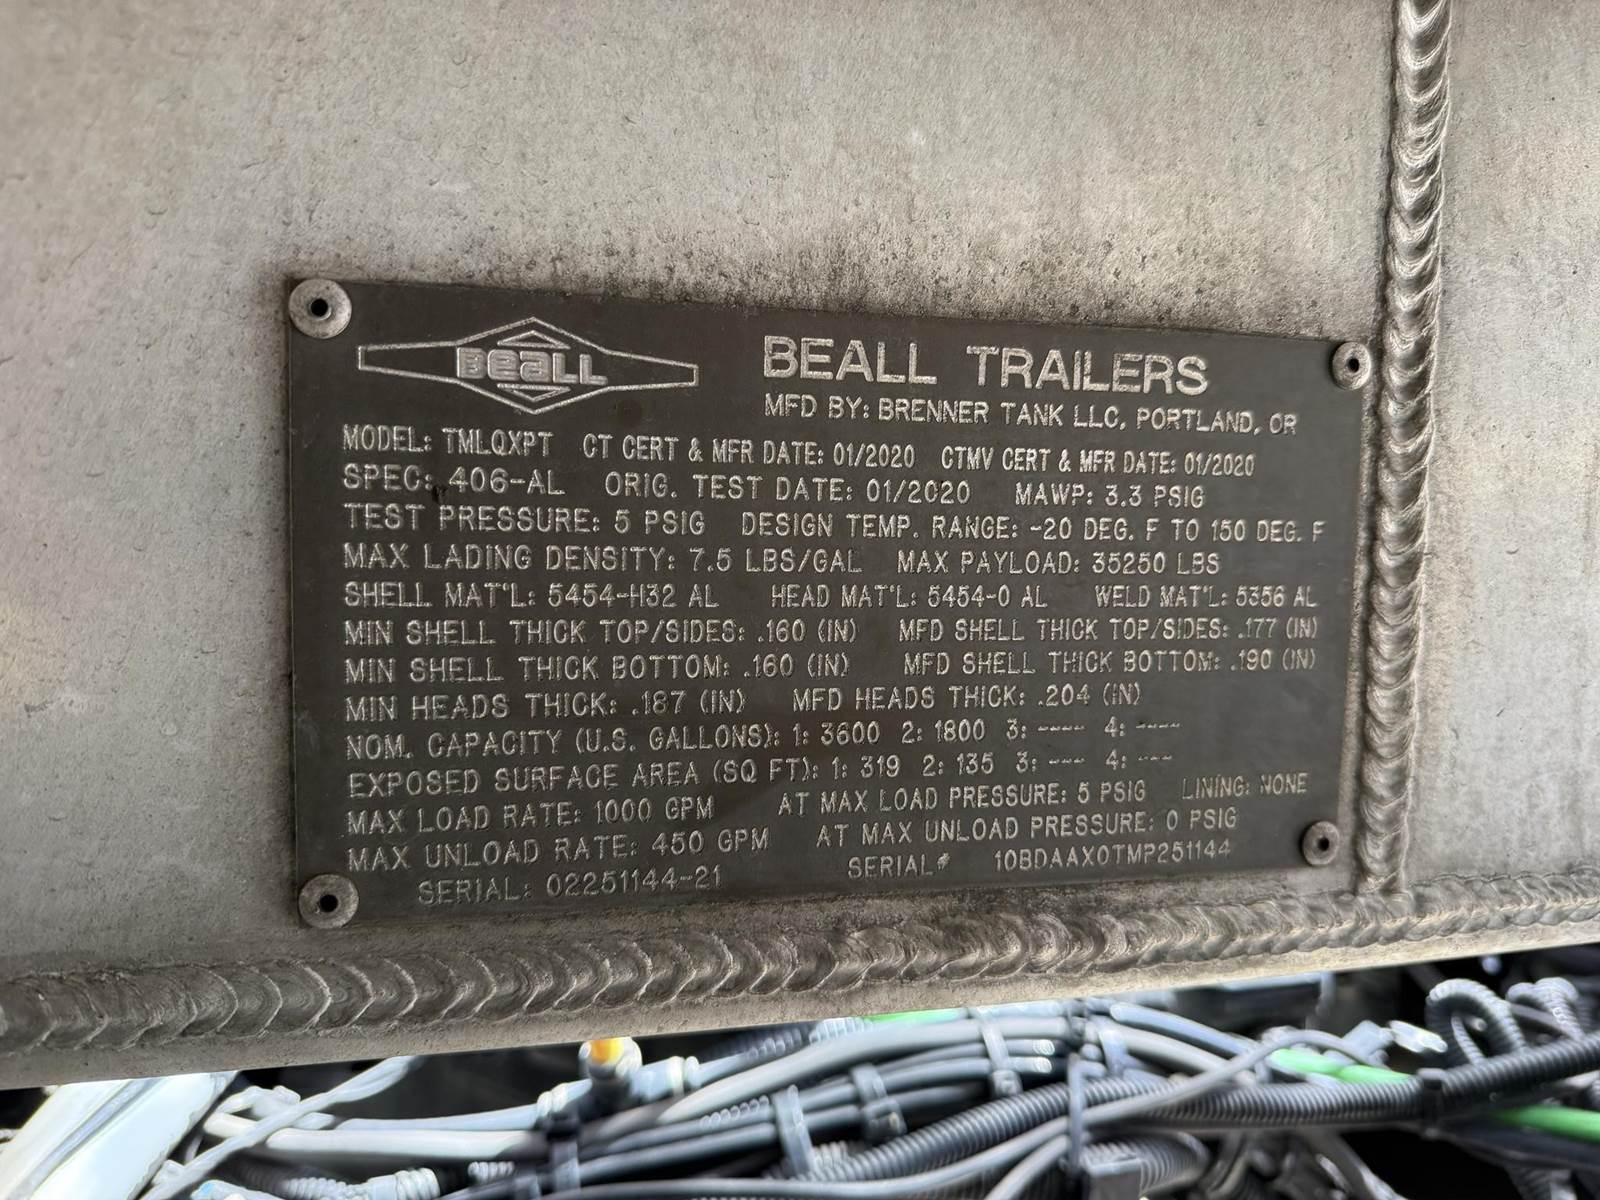 BEALL
BEALL TRAILERS
MFD BY: BRENNER TANK LLC, PORTLAND, OR
MODEL: TMLQXPT CT CERT & MFR DATE: 01/2020 CTMV CERT & MFR DATE: 01/2020
SPEC: 406-AL ORIG. TEST DATE: 01/2020 MAWP: 3.3 PSIG
TEST PRESSURE: 5 PSIG DESIGN TEMP. RANGE: -20 DEG. F TO 150 DEG. F
MAX LADING DENSITY: 7.5 LBS/GAL MAX PAYLOAD: 35250 LBS
SHELL MAT'L: 5454-H32 AL HEAD MAT'L: 5454-0 AL WELD MAT'L: 5356 AL
MIN SHELL THICK TOP/SIDES: .160 (IN) MFD SHELL THICK TOP/SIDES: .177 (IN)
MIN SHELL THICK BOTTOM: .160 (IN) MFD SHELL THICK BOTTOM: .190 (IN)
MIN HEADS THICK: .187 (IN) MFD HEADS THICK: .204 (IN)
NOM. CAPACITY (U.S. GALLONS): 1: 3600 2: 1800 3: ---- 4: ----
EXPOSED SURFACE AREA (SQ FT): 1: 319 2: 135 3: --- 4: ---
MAX LOAD RATE: 1000 GPM AT MAX LOAD PRESSURE: 5 PSIG LINING: NONE
MAX UNLOAD RATE: 450 GPM AT MAX UNLOAD PRESSURE: 0 PSIG
SERIAL: 02251144-21 SERIAL# 10BDAAX0TMP251144